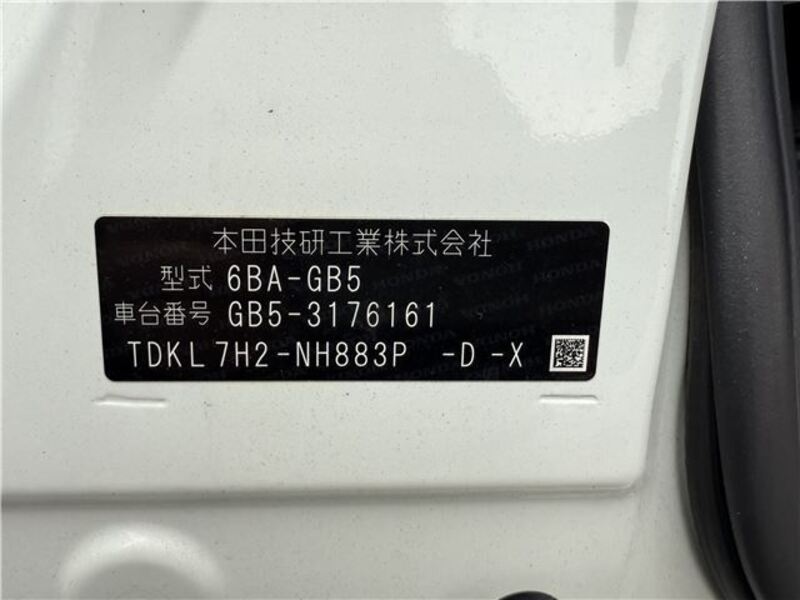 本田技研工業株式会社
型式 6BA-GB5
車台番号 GB5-3176161
TDKL7H2-NH883P -D -X